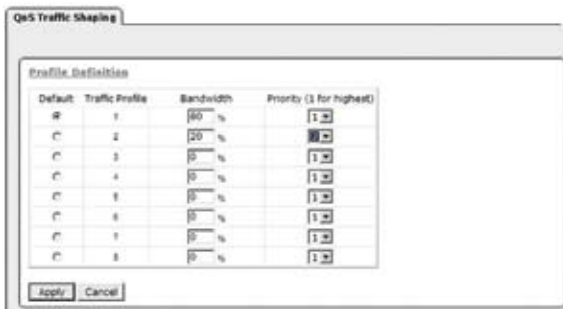 QoS Traffic Shaping
Profile Definition
Default Traffic Profile Bandwidth Priority (1 for highest)
1 80 % 1
2 20 %
3 0 % 1
4 0 % 1
5 0 % 1
6 0 % 1
7 0 % 1
8 0 % 1
Apply Cancel